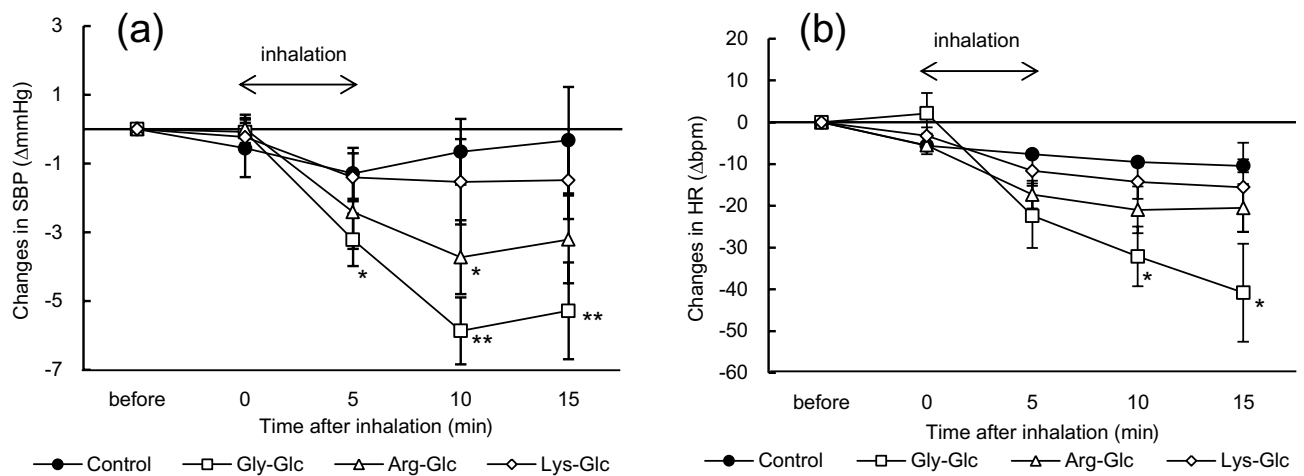 (a)
inhalation
Changes in SBP (ΔmmHg)
3
1
-1
-3
-5
-7
*
*
**
**
before 0 5 10 15
Time after inhalation (min)
Control Gly-Glc Arg-Glc Lys-Glc
(b)
inhalation
Changes in HR (Δbpm)
20
10
0
-10
-20
-30
-40
-50
-60
*
*
before 0 5 10 15
Time after inhalation (min)
Control Gly-Glc Arg-Glc Lys-Glc